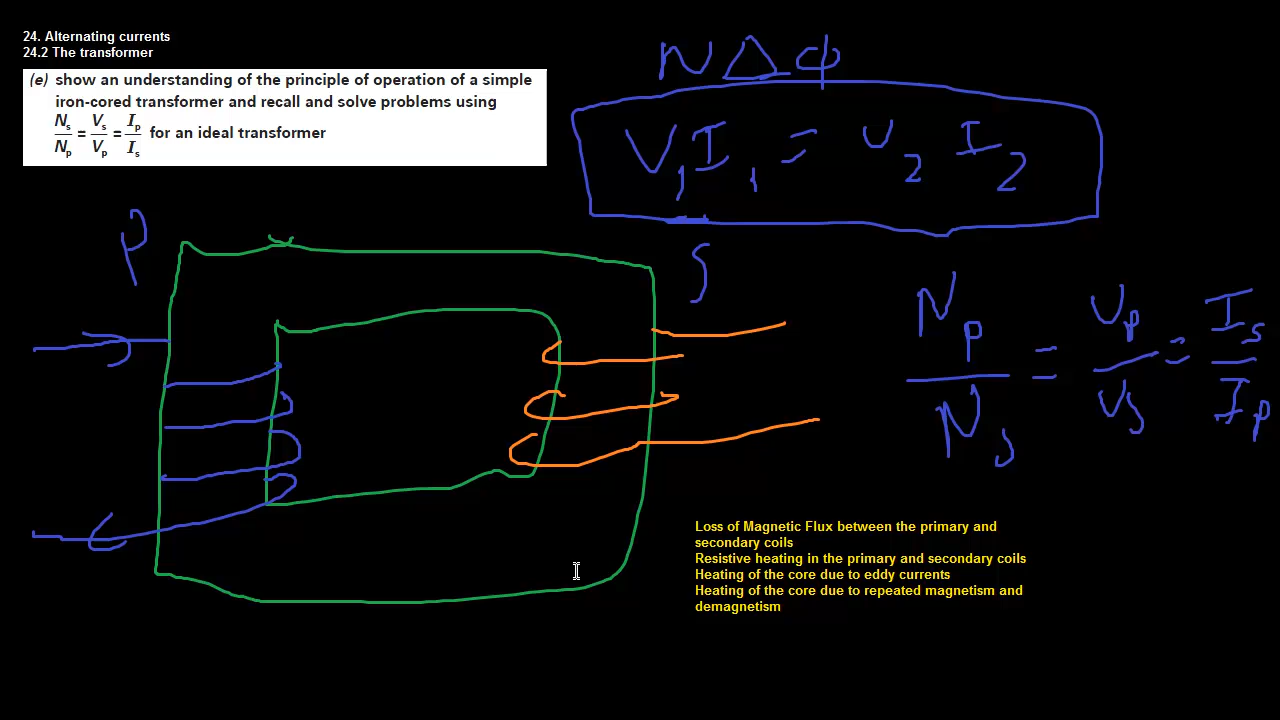 24. Alternating currents
24.2 The transformer
(e) show an understanding of the principle of operation of a simple
iron-cored transformer and recall and solve problems using
Ns/Np = Vs/Vp = Ip/Is for an ideal transformer
NΔϕ
V1I1 = V2 I2
P
S
Np/Ns = Vp/Vs = Is/Ip
Loss of Magnetic Flux between the primary and
secondary coils
Resistive heating in the primary and secondary coils
Heating of the core due to eddy currents
Heating of the core due to repeated magnetism and
demagnetism